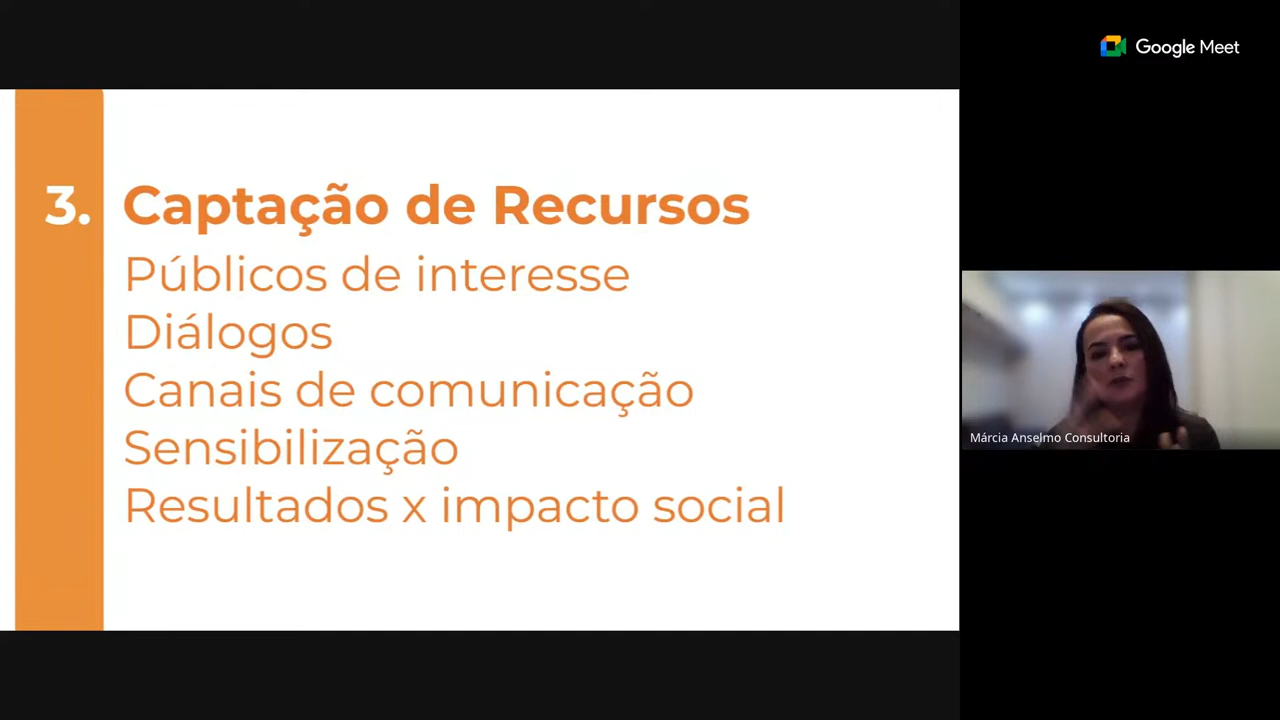 Google Meet
3. Captação de Recursos
Públicos de interesse
Diálogos
Canais de comunicação
Sensibilização
Resultados x impacto social
Márcia Anselmo Consultoria